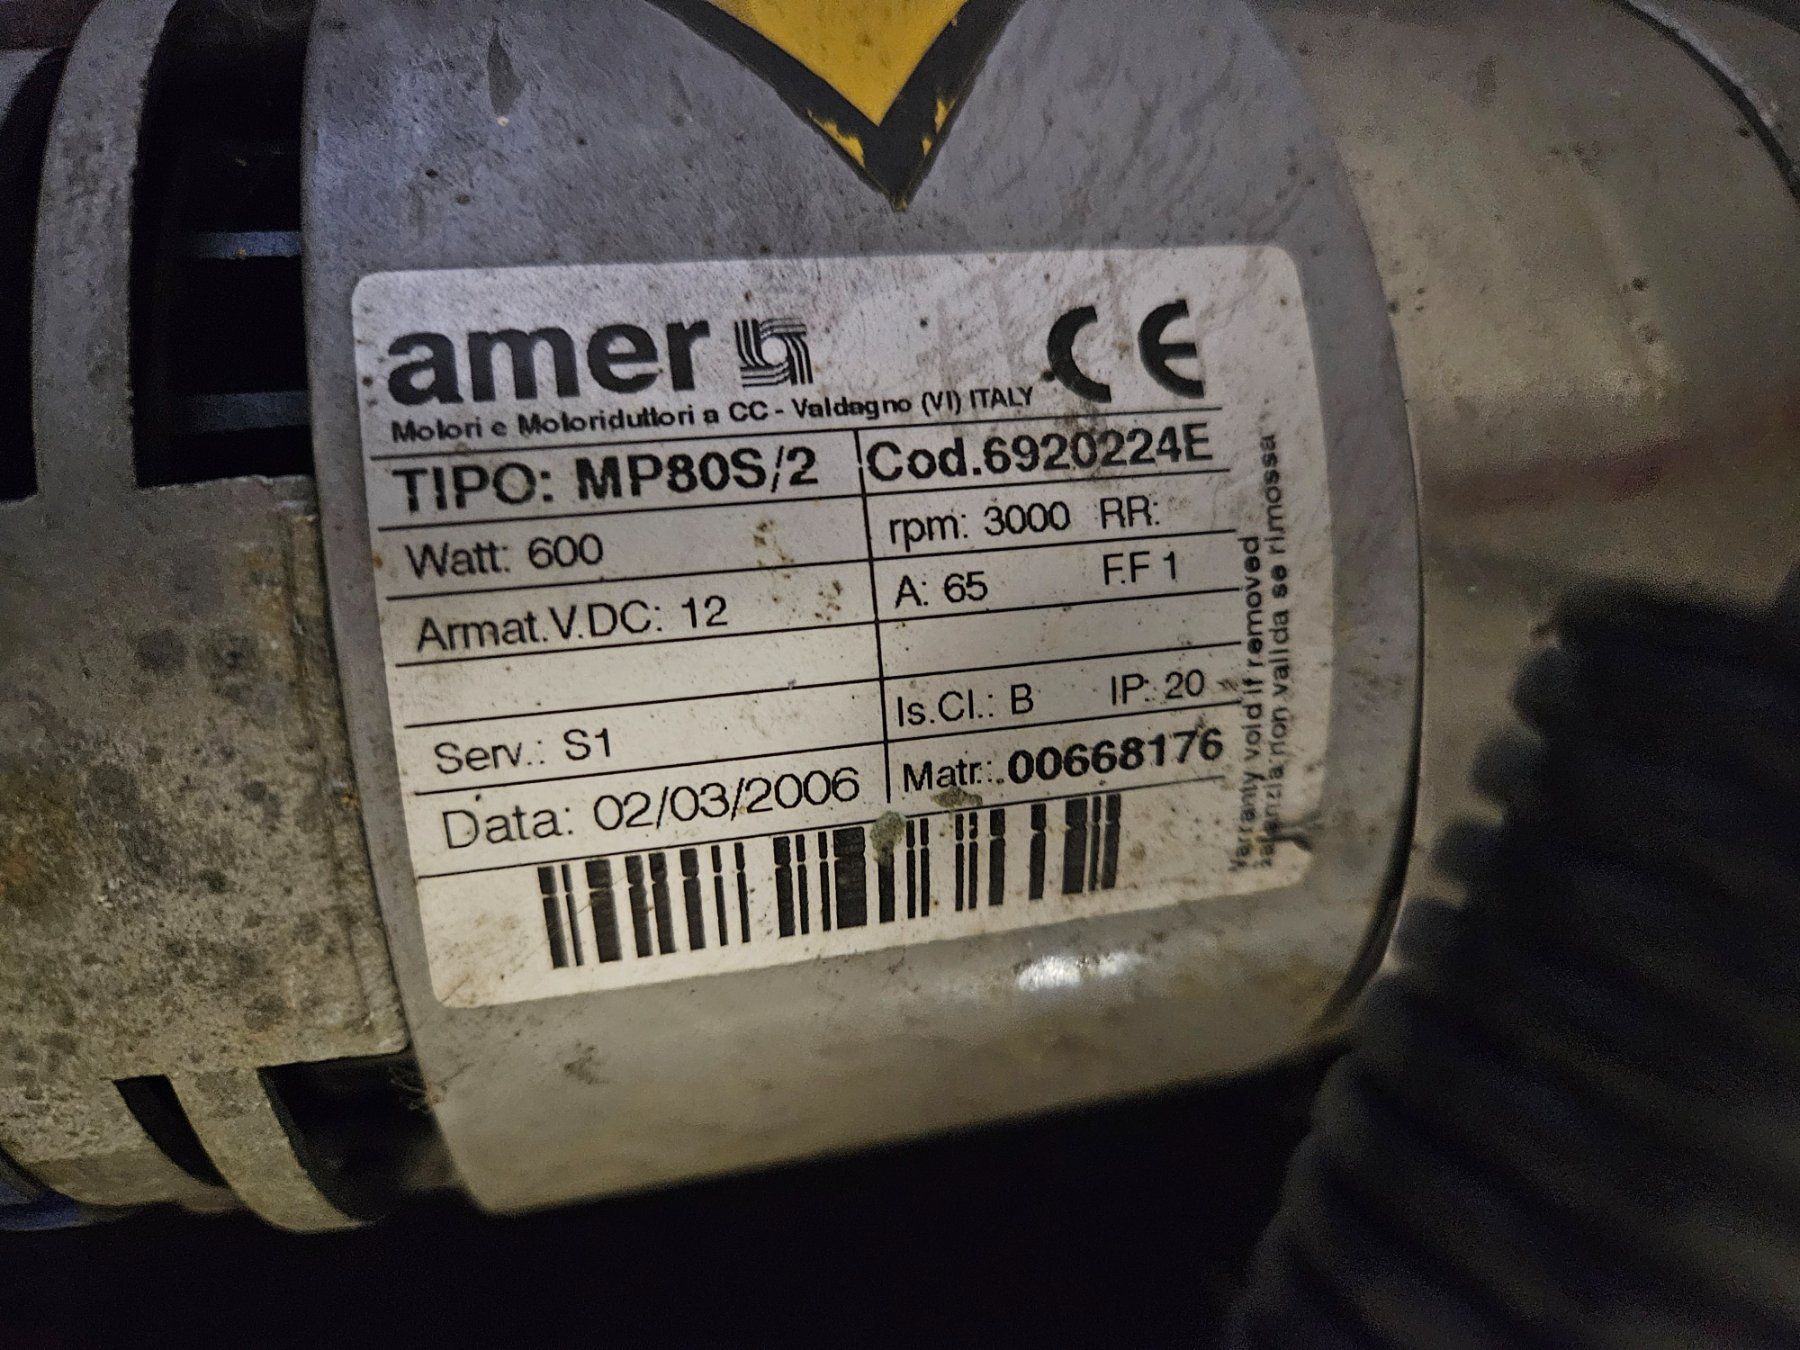 amer CE
Motori e Motoriduttori a CC - Valdagno (VI) ITALY
TIPO: MP80S/2 Cod.6920224E
Watt: 600 rpm: 3000 RR:
Armat.V.DC: 12 A: 65 F.F 1
Serv.: S1 Is.Cl.: B IP: 20
Data: 02/03/2006 Matr.:.00668176
Warranty void if removed
garanzia non valida se rimossa